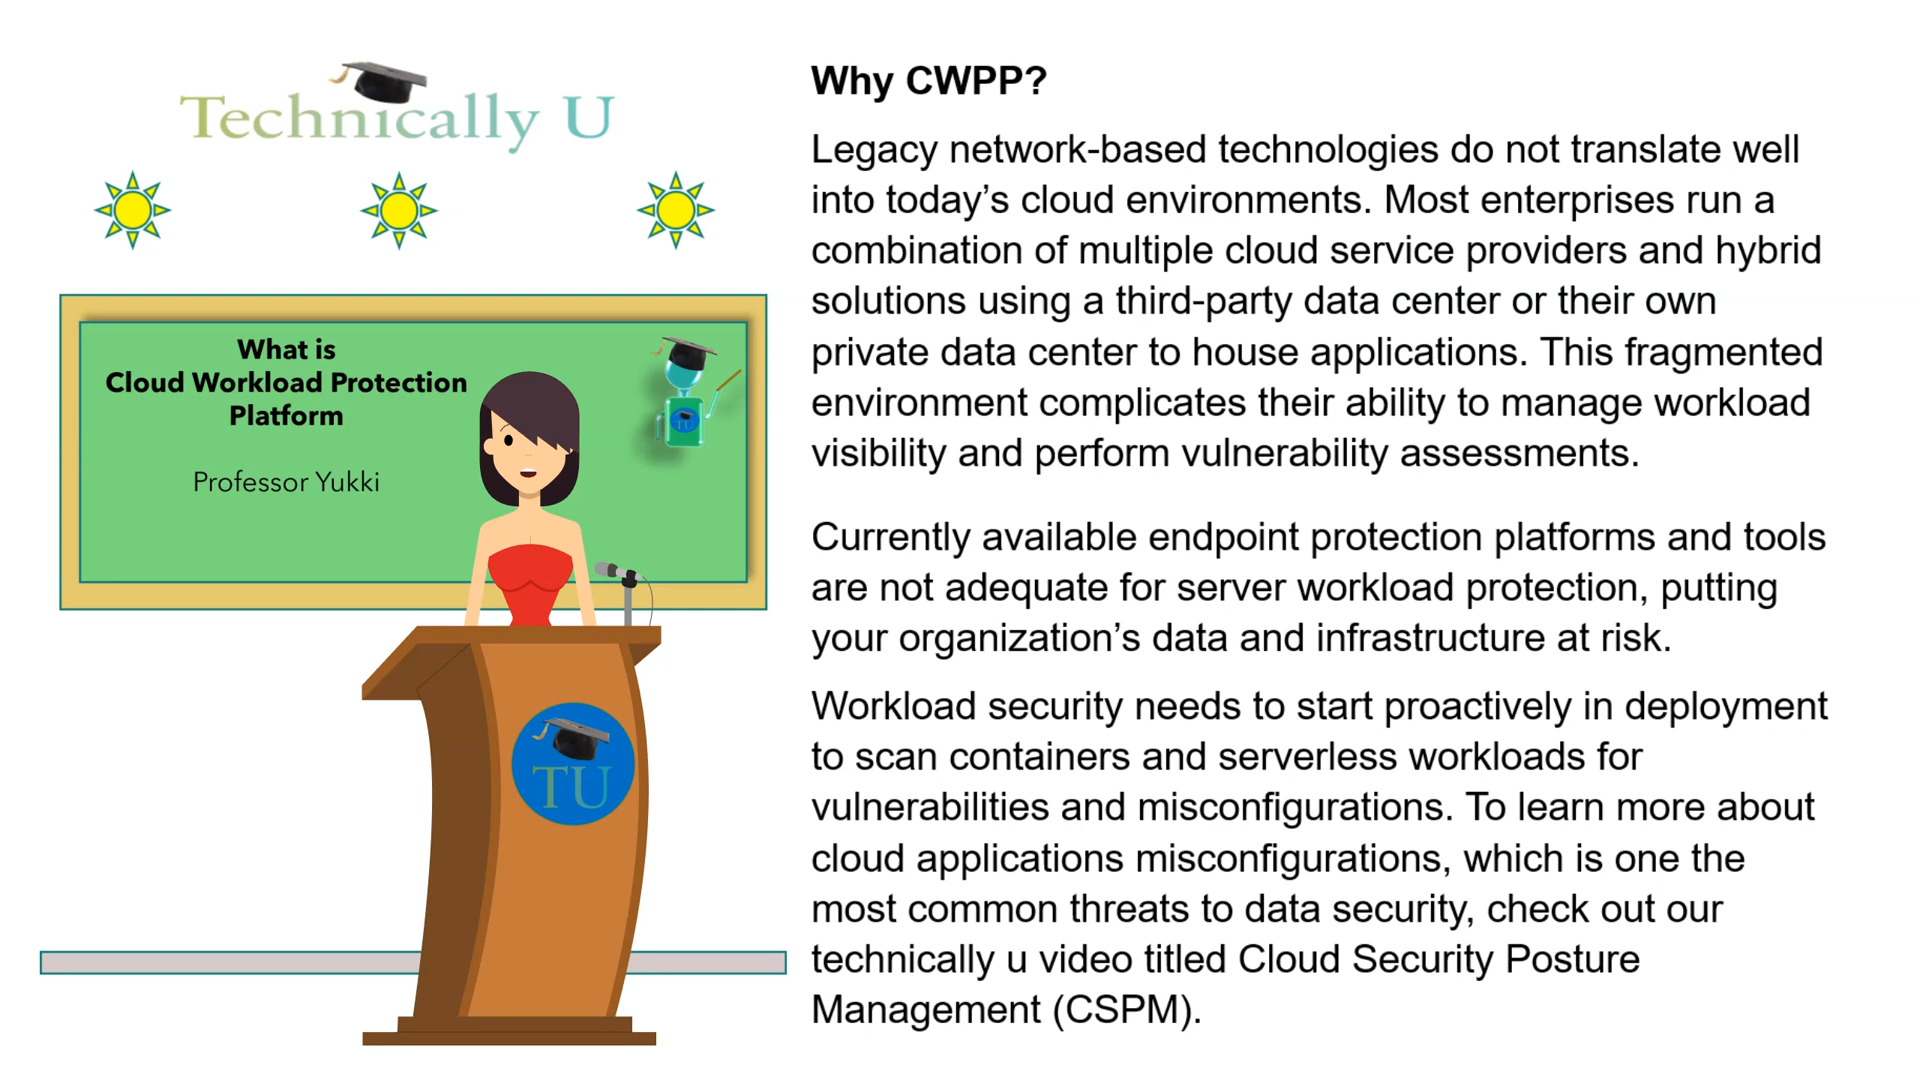 Technically U
What is
Cloud Workload Protection
Platform
Professor Yukki
TU
TU
Why CWPP?
Legacy network-based technologies do not translate well
into today’s cloud environments. Most enterprises run a
combination of multiple cloud service providers and hybrid
solutions using a third-party data center or their own
private data center to house applications. This fragmented
environment complicates their ability to manage workload
visibility and perform vulnerability assessments.
Currently available endpoint protection platforms and tools
are not adequate for server workload protection, putting
your organization’s data and infrastructure at risk.
Workload security needs to start proactively in deployment
to scan containers and serverless workloads for
vulnerabilities and misconfigurations. To learn more about
cloud applications misconfigurations, which is one the
most common threats to data security, check out our
technically u video titled Cloud Security Posture
Management (CSPM).